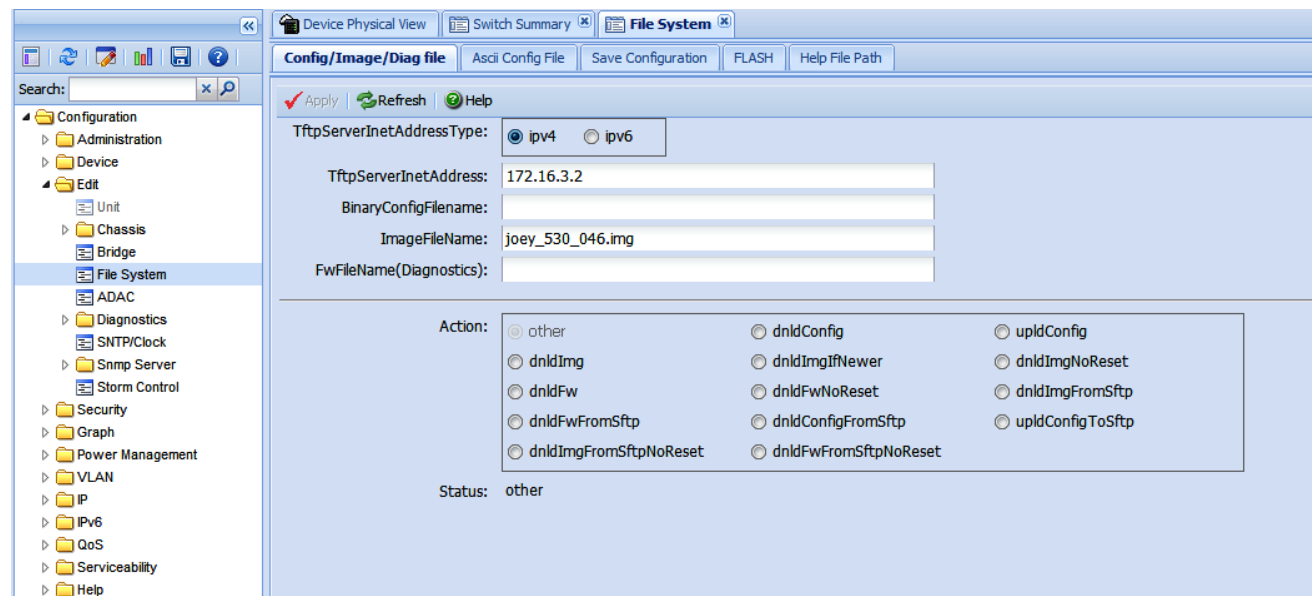 Device Physical View
Switch Summary
File System
Config/Image/Diag file
Ascii Config File
Save Configuration
FLASH
Help File Path
Search:
Configuration
Administration
Device
Edit
Unit
Chassis
Bridge
File System
ADAC
Diagnostics
SNTP/Clock
Snmp Server
Storm Control
Security
Graph
Power Management
VLAN
IP
IPv6
QoS
Serviceability
Help
Apply
Refresh
Help
TftpServerInetAddressType: ipv4 ipv6
TftpServerInetAddress: 172.16.3.2
BinaryConfigFilename:
ImageFileName: joey_530_046.img
FwFileName(Diagnostics):
Action: other dnldConfig upldConfig
dnldImg dnldImgIfNewer dnldImgNoReset
dnldFw dnldFwNoReset dnldImgFromSftp
dnldFwFromSftp dnldConfigFromSftp upldConfigToSftp
dnldImgFromSftpNoReset dnldFwFromSftpNoReset
Status: other